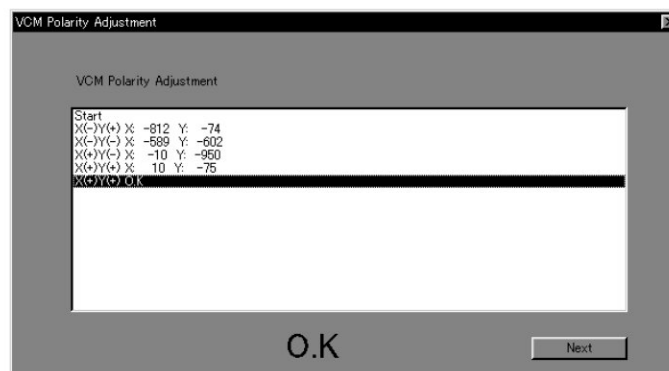 VCM Polarity Adjustment
VCM Polarity Adjustment
Start
X(-)Y(+) X: -812 Y: -74
X(-)Y(-) X: -589 Y: -602
X(+)Y(-) X: -10 Y: -950
X(+)Y(+) X: 10 Y: -75
X(+)Y(+) O.K
O.K
Next